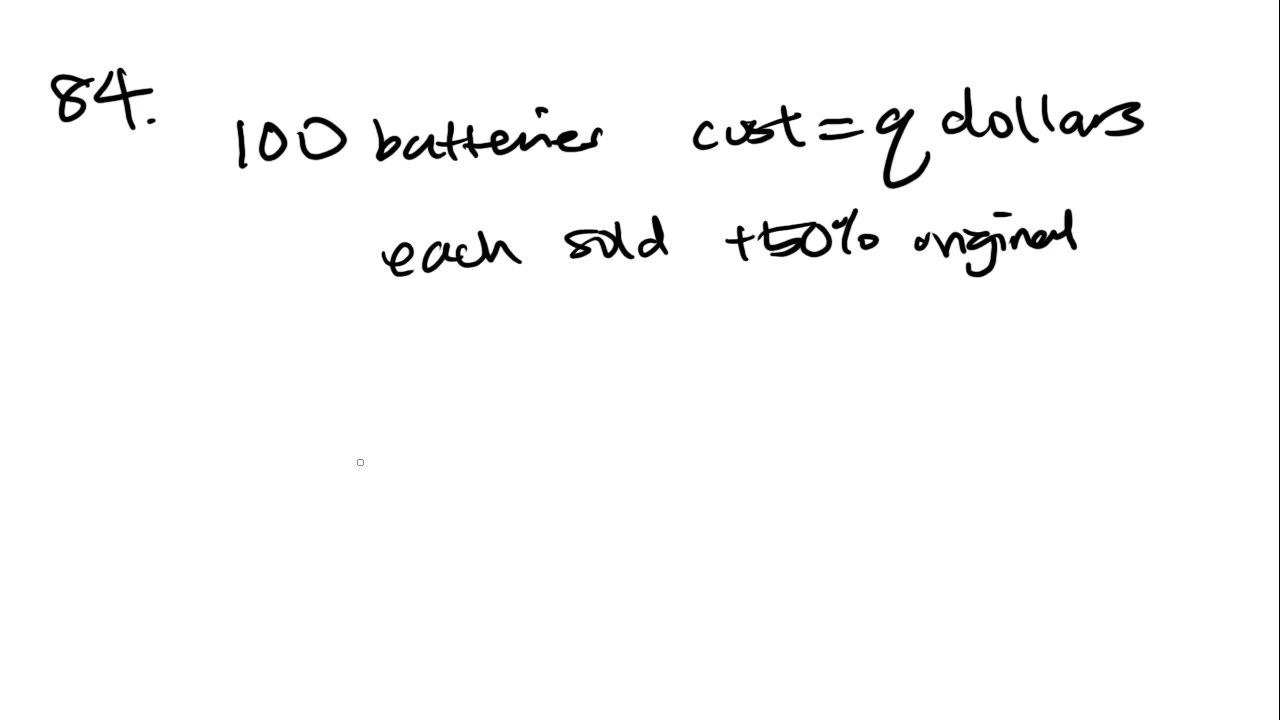 84.
100 batteries cost = q dollars
each sold +50% original